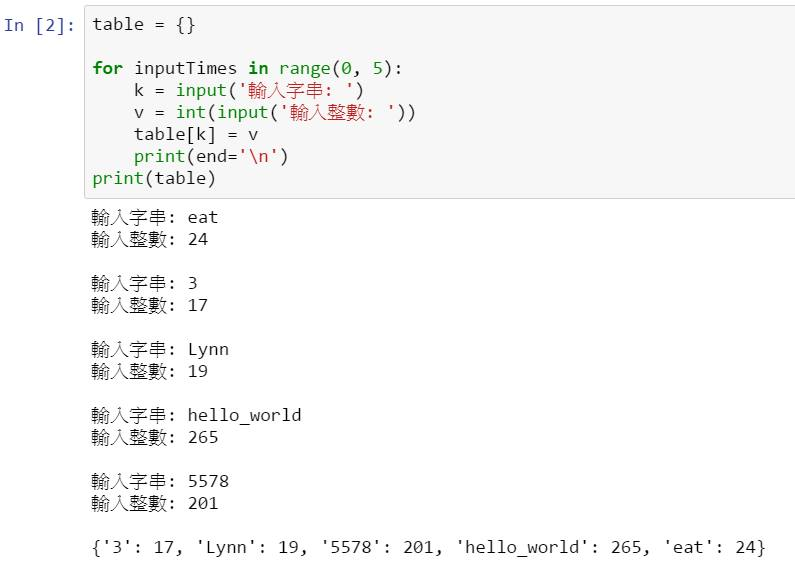 In [2]: table = {}
for inputTimes in range(0, 5):
    k = input('輸入字串: ')
    v = int(input('輸入整數: '))
    table[k] = v
    print(end='\n')
print(table)
輸入字串: eat
輸入整數: 24
輸入字串: 3
輸入整數: 17
輸入字串: Lynn
輸入整數: 19
輸入字串: hello_world
輸入整數: 265
輸入字串: 5578
輸入整數: 201
{'3': 17, 'Lynn': 19, '5578': 201, 'hello_world': 265, 'eat': 24}